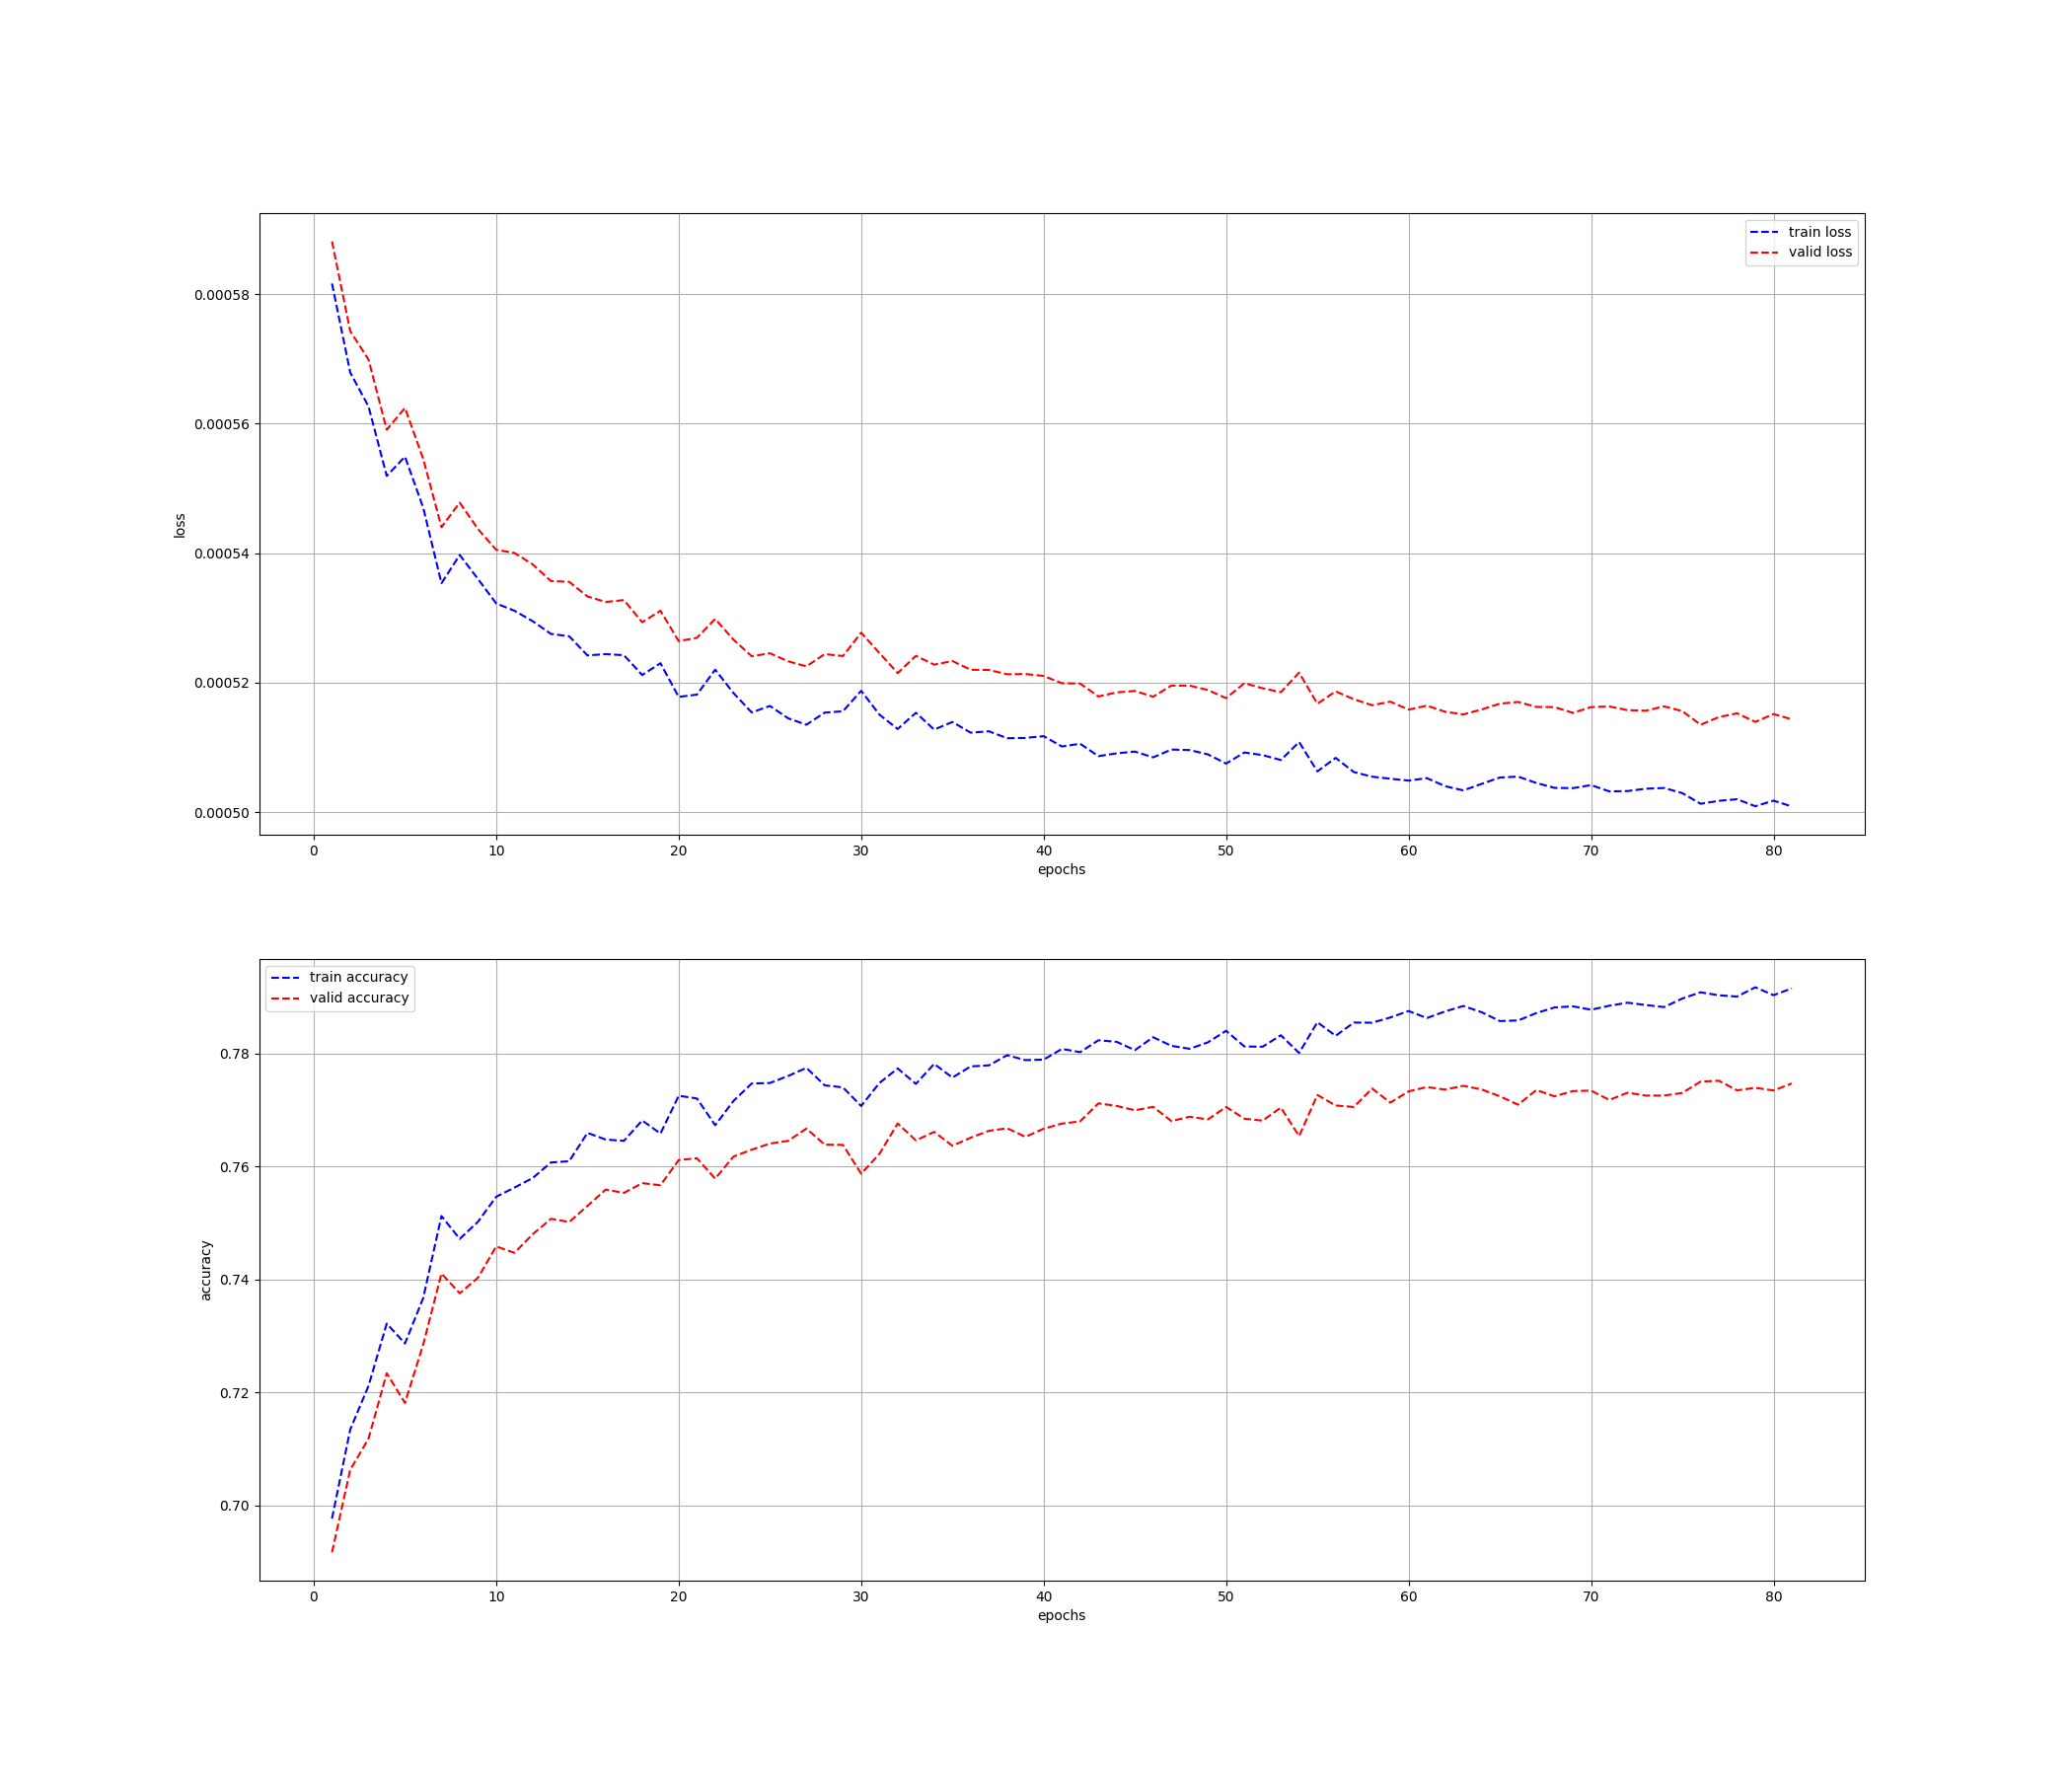 train loss
valid loss
0.00058
0.00056
0.00054
0.00052
0.00050
loss
0 10 20 30 40 50 60 70 80
epochs
train accuracy
valid accuracy
0.78
0.76
0.74
0.72
0.70
accuracy
0 10 20 30 40 50 60 70 80
epochs